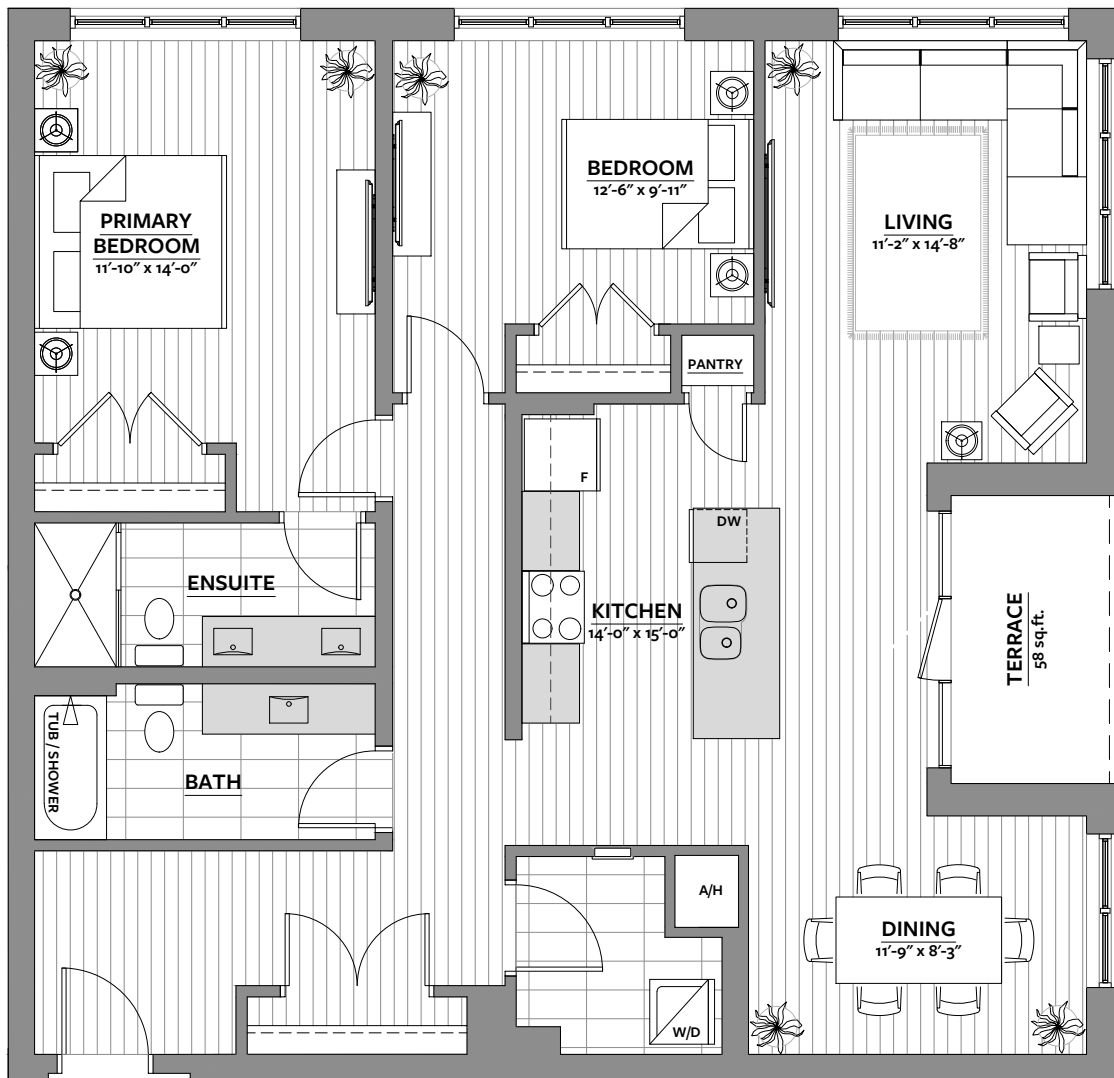 PRIMARY
BEDROOM
11'-10" x 14'-0"
BEDROOM
12'-6" x 9'-11"
LIVING
11'-2" x 14'-8"
PANTRY
F
DW
ENSUITE
KITCHEN
14'-0" x 15'-0"
TERRACE
58 sq.ft.
TUB / SHOWER
BATH
A/H
DINING
11'-9" x 8'-3"
W/D